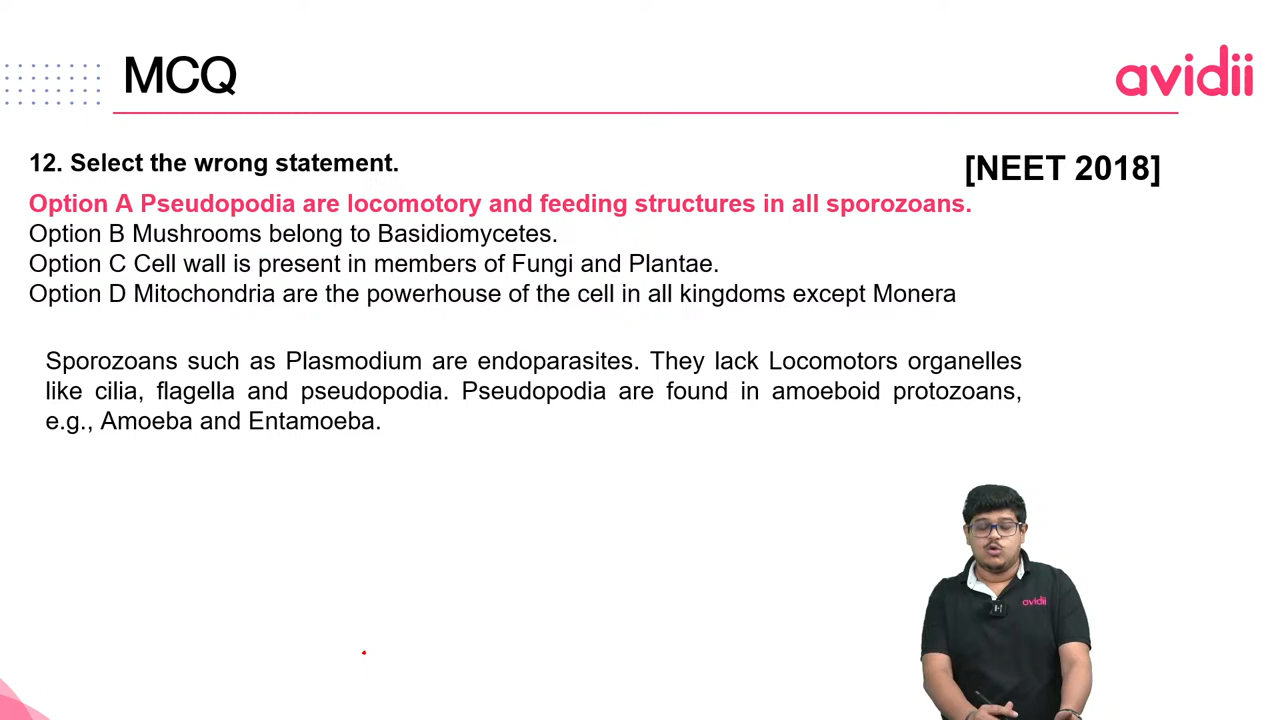 MCQ
avidii
12. Select the wrong statement.
[NEET 2018]
Option A Pseudopodia are locomotory and feeding structures in all sporozoans.
Option B Mushrooms belong to Basidiomycetes.
Option C Cell wall is present in members of Fungi and Plantae.
Option D Mitochondria are the powerhouse of the cell in all kingdoms except Monera
Sporozoans such as Plasmodium are endoparasites. They lack Locomotors organelles
like cilia, flagella and pseudopodia. Pseudopodia are found in amoeboid protozoans,
e.g., Amoeba and Entamoeba.
avidii